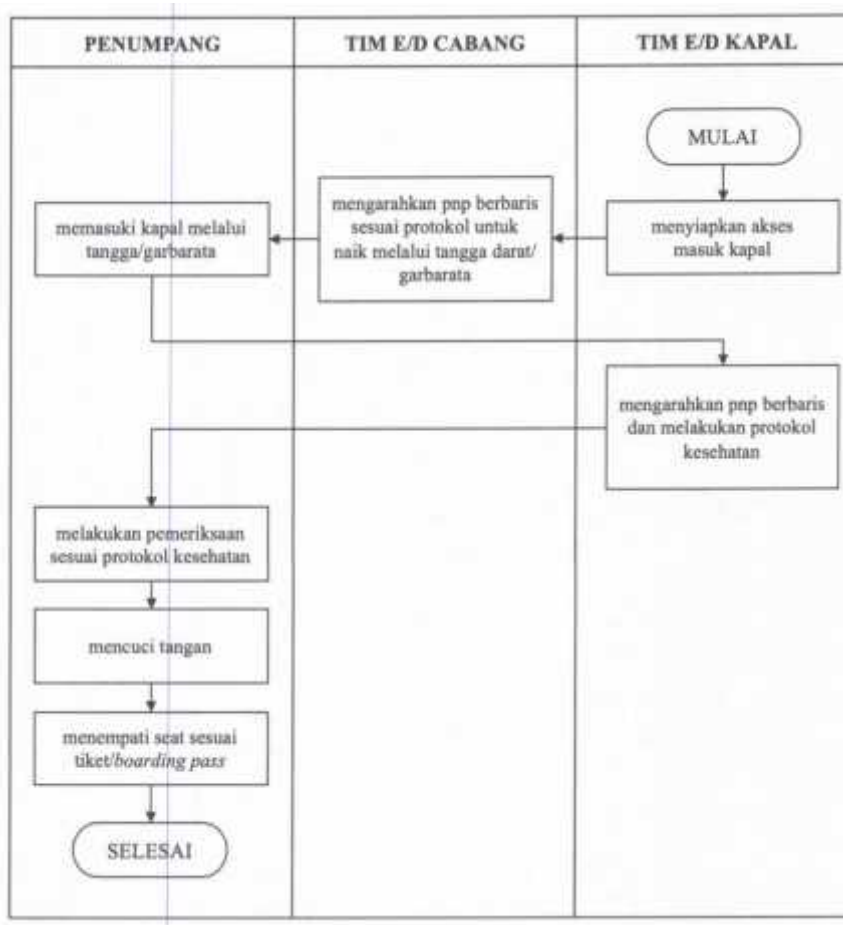 PENUMPANG
TIM E/D CABANG
TIM E/D KAPAL
MULAI
menyiapkan akses
masuk kapal
mengarahkan pnp berbaris
sesuai protokol untuk
naik melalui tangga darat/
garbarata
memasuki kapal melalui
tangga/garbarata
mengarahkan pnp berbaris
dan melakukan protokol
kesehatan
melakukan pemeriksaan
sesuai protokol kesehatan
mencuci tangan
menempati seat sesuai
tiket/boarding pass
SELESAI